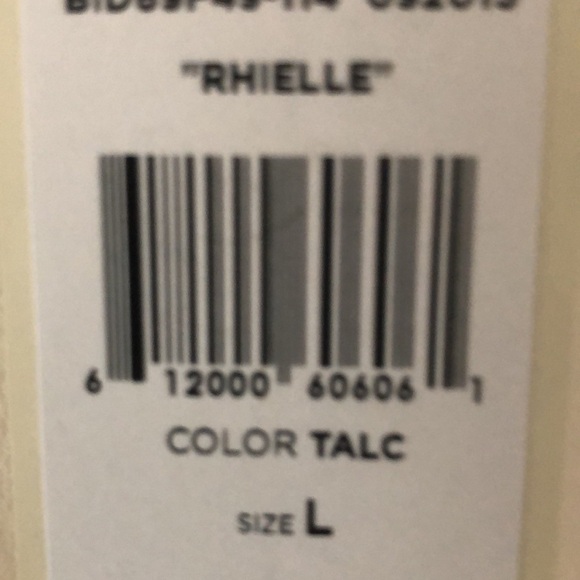 "RHIELLE"
6 12000 60606 1
COLOR TALC
SIZE L